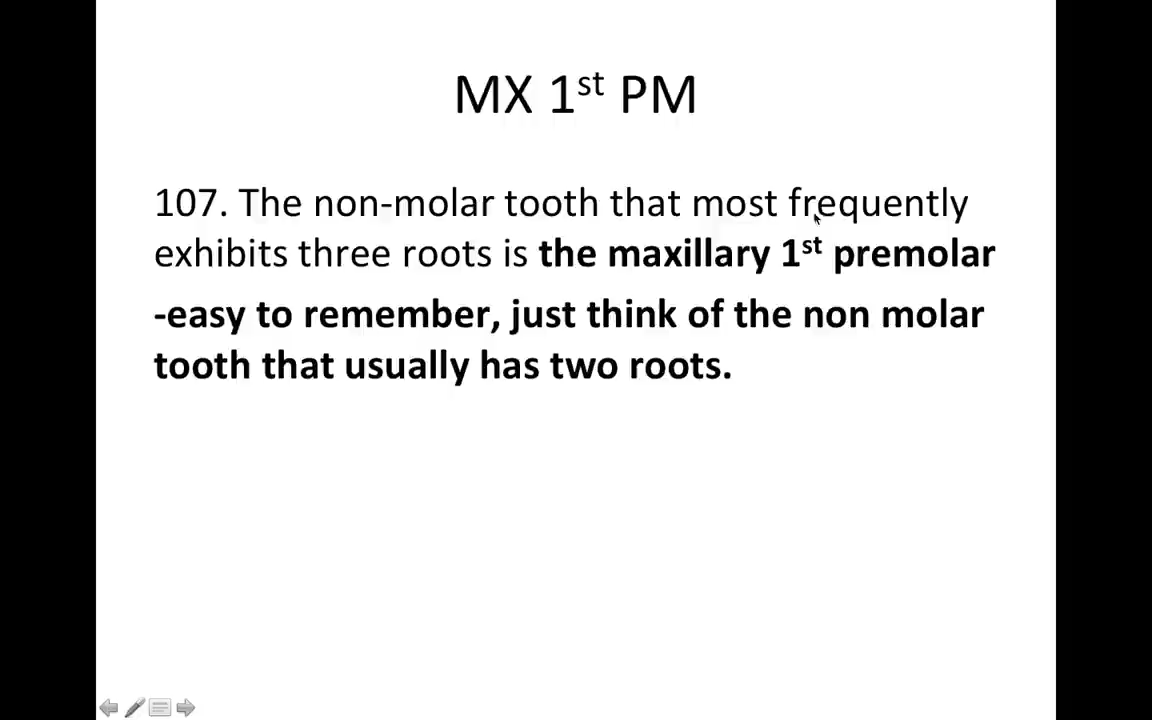 MX 1st PM
107. The non-molar tooth that most frequently
exhibits three roots is the maxillary 1st premolar
-easy to remember, just think of the non molar
tooth that usually has two roots.